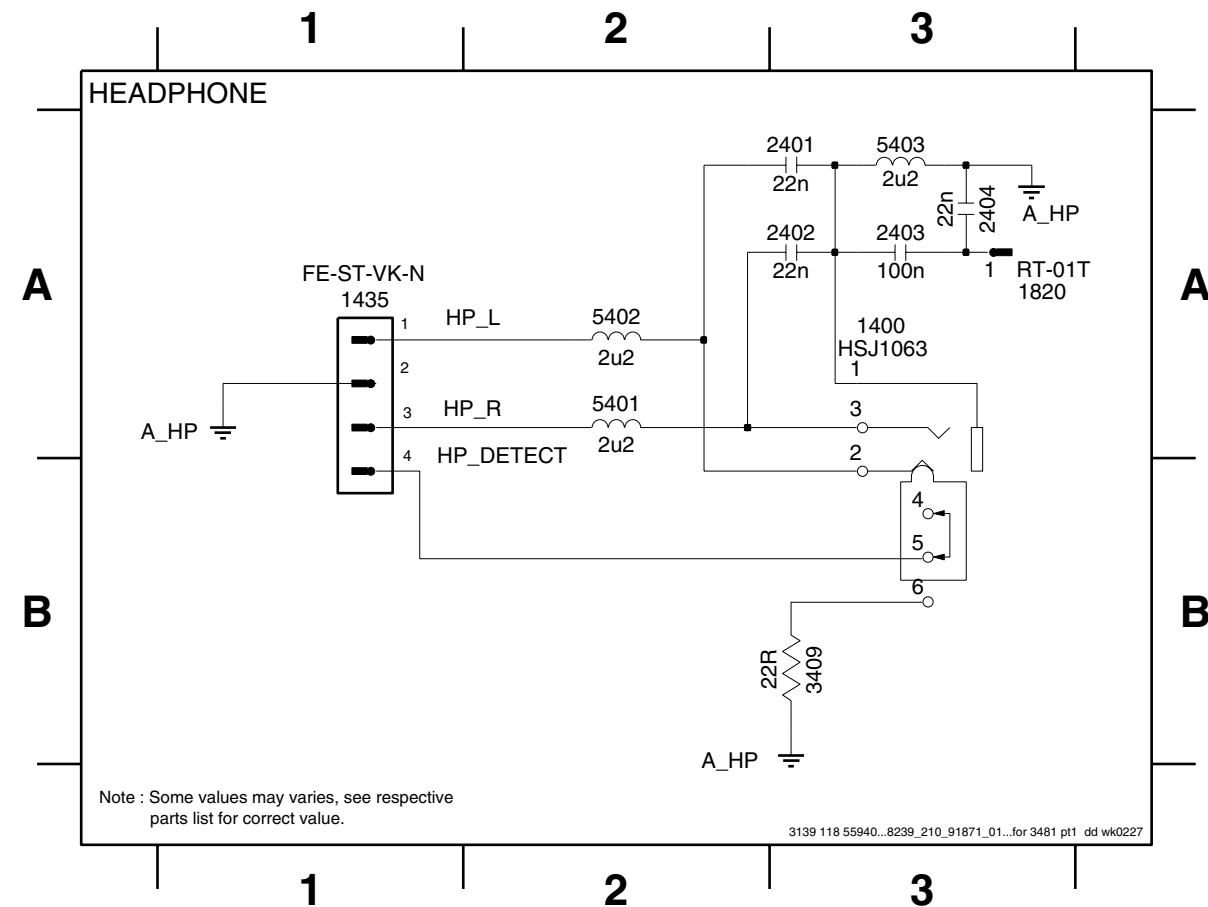 1 2 3
HEADPHONE
2401
22n
5403
2u2
22n
2404
A_HP
2402
22n
2403
100n
1
RT-01T
1820
A
A
FE-ST-VK-N
1435
1
HP_L
5402
2u2
1400
HSJ1063
1
2
A_HP
3
HP_R
5401
2u2
3
4
HP_DETECT
2
4
5
6
B
B
22R
3409
A_HP
Note : Some values may varies, see respective
parts list for correct value.
3139 118 55940...8239_210_91871_01...for 3481 pt1 dd wk0227
1 2 3